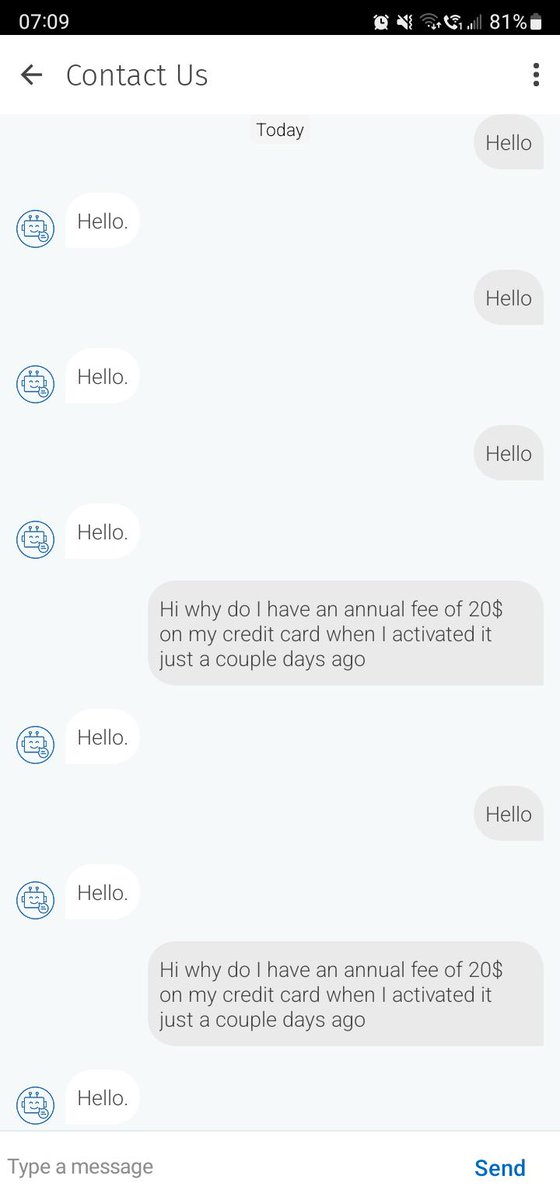 07:09 81%
Contact Us
Today
Hello
Hello.
Hello
Hello.
Hello
Hello.
Hi why do I have an annual fee of 20$
on my credit card when I activated it
just a couple days ago
Hello.
Hello
Hello.
Hi why do I have an annual fee of 20$
on my credit card when I activated it
just a couple days ago
Hello.
Type a message Send